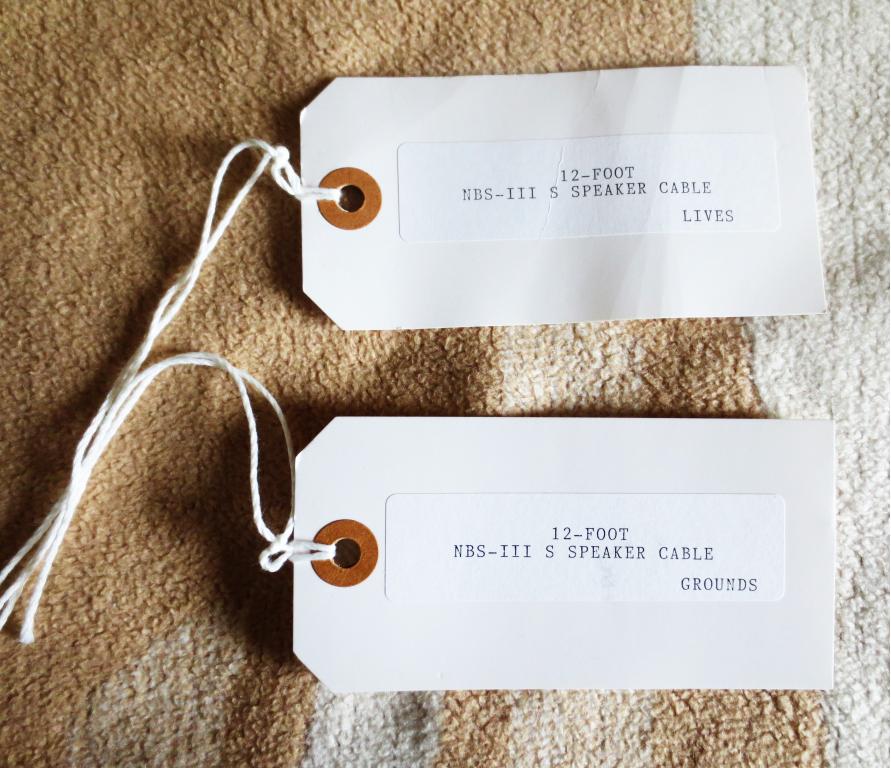 12-FOOT
NBS-III S SPEAKER CABLE
LIVES
12-FOOT
NBS-III S SPEAKER CABLE
GROUNDS